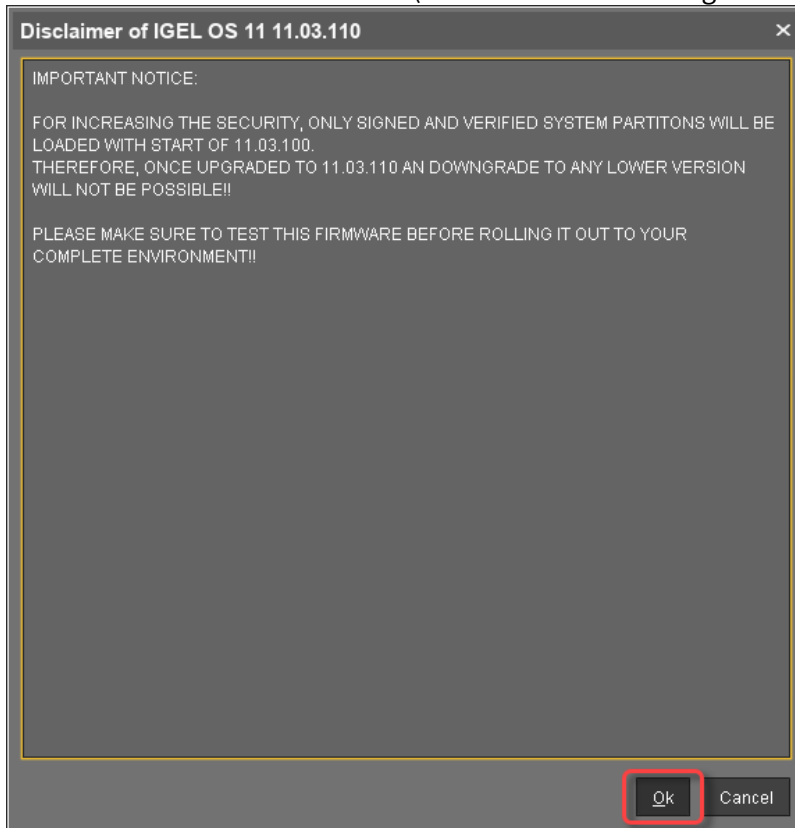 Disclaimer of IGEL OS 11 11.03.110
IMPORTANT NOTICE:
FOR INCREASING THE SECURITY, ONLY SIGNED AND VERIFIED SYSTEM PARTITONS WILL BE
LOADED WITH START OF 11.03.100.
THEREFORE, ONCE UPGRADED TO 11.03.110 AN DOWNGRADE TO ANY LOWER VERSION
WILL NOT BE POSSIBLE!!
PLEASE MAKE SURE TO TEST THIS FIRMWARE BEFORE ROLLING IT OUT TO YOUR
COMPLETE ENVIRONMENT!!
Ok Cancel